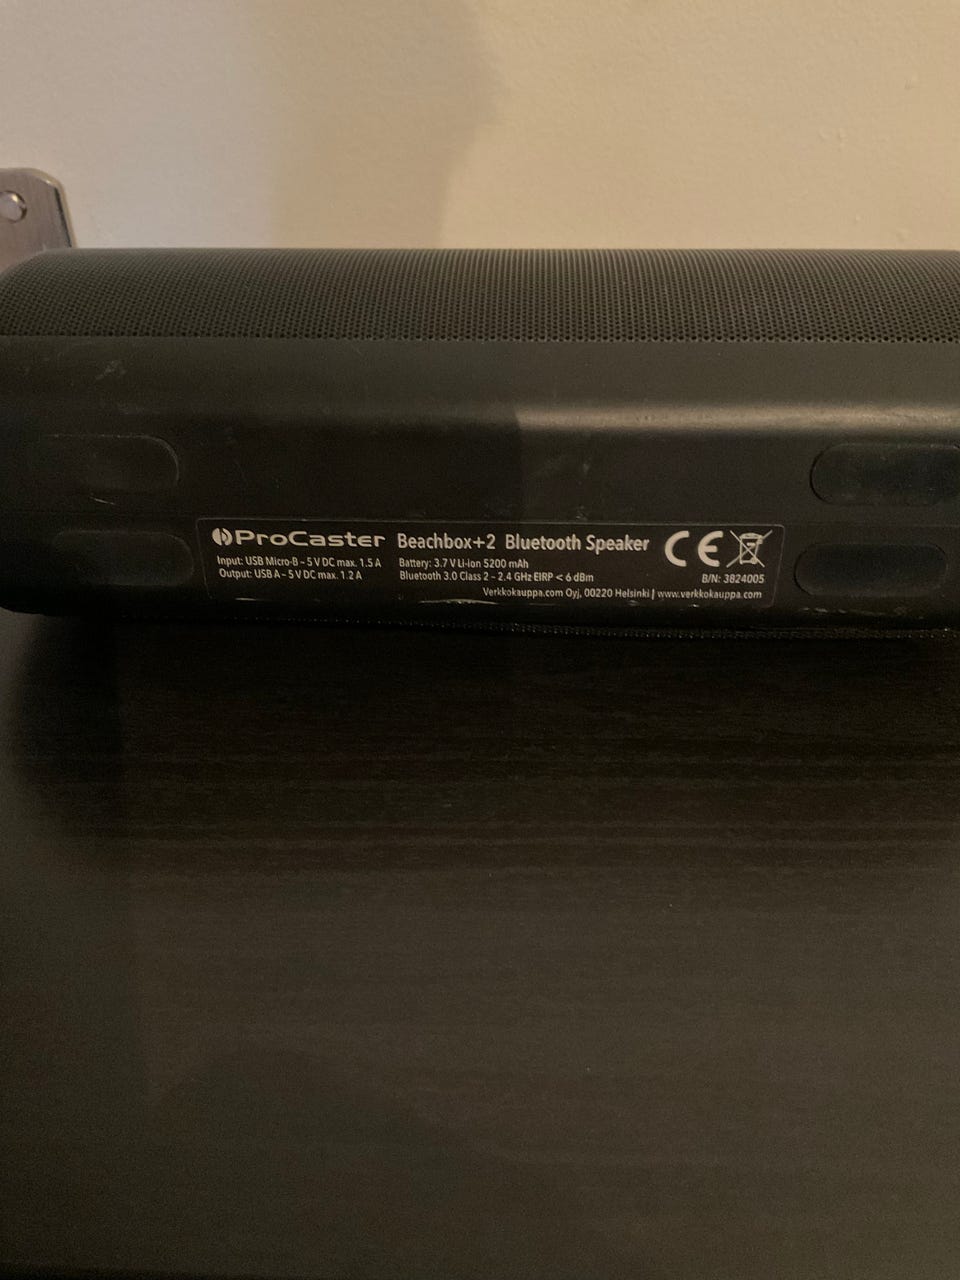 ProCaster Beachbox+2 Bluetooth Speaker CE
Input: USB Micro-B – 5 V DC max. 1.5 A
Output: USB A – 5 V DC max. 1.2 A
Battery: 3.7 V Li-ion 5200 mAh
Bluetooth 3.0 Class 2 – 2.4 GHz EIRP < 6 dBm
B/N: 3824005
Verkkokauppa.com Oyj, 00220 Helsinki | www.verkkokauppa.com